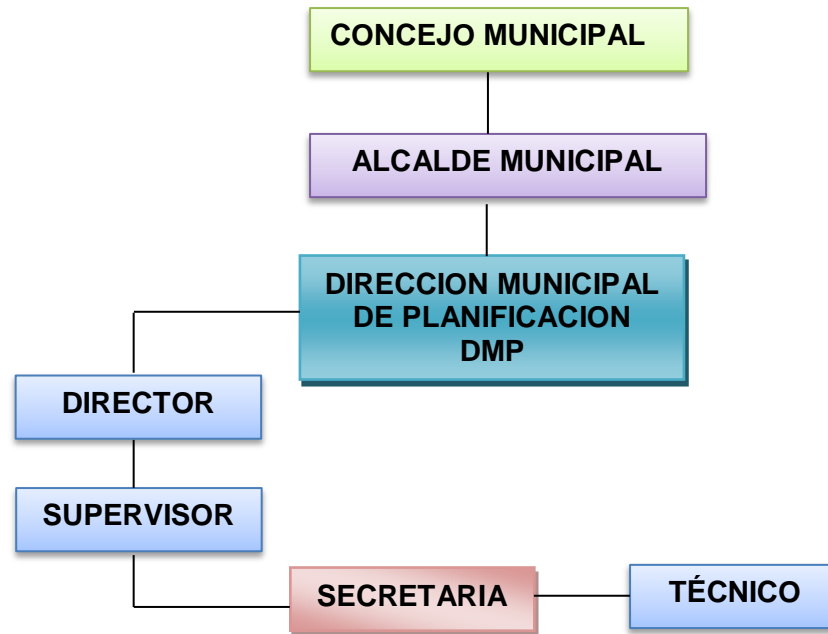 CONCEJO MUNICIPAL
ALCALDE MUNICIPAL
DIRECCION MUNICIPAL
DE PLANIFICACION
DMP
DIRECTOR
SUPERVISOR
SECRETARIA
TÉCNICO